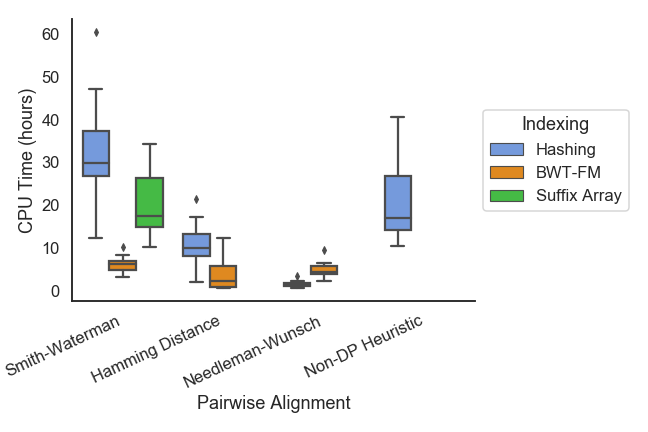 60
50
40
30
20
10
0
CPU Time (hours)
Smith-Waterman
Hamming Distance
Needleman-Wunsch
Non-DP Heuristic
Pairwise Alignment
Indexing
Hashing
BWT-FM
Suffix Array